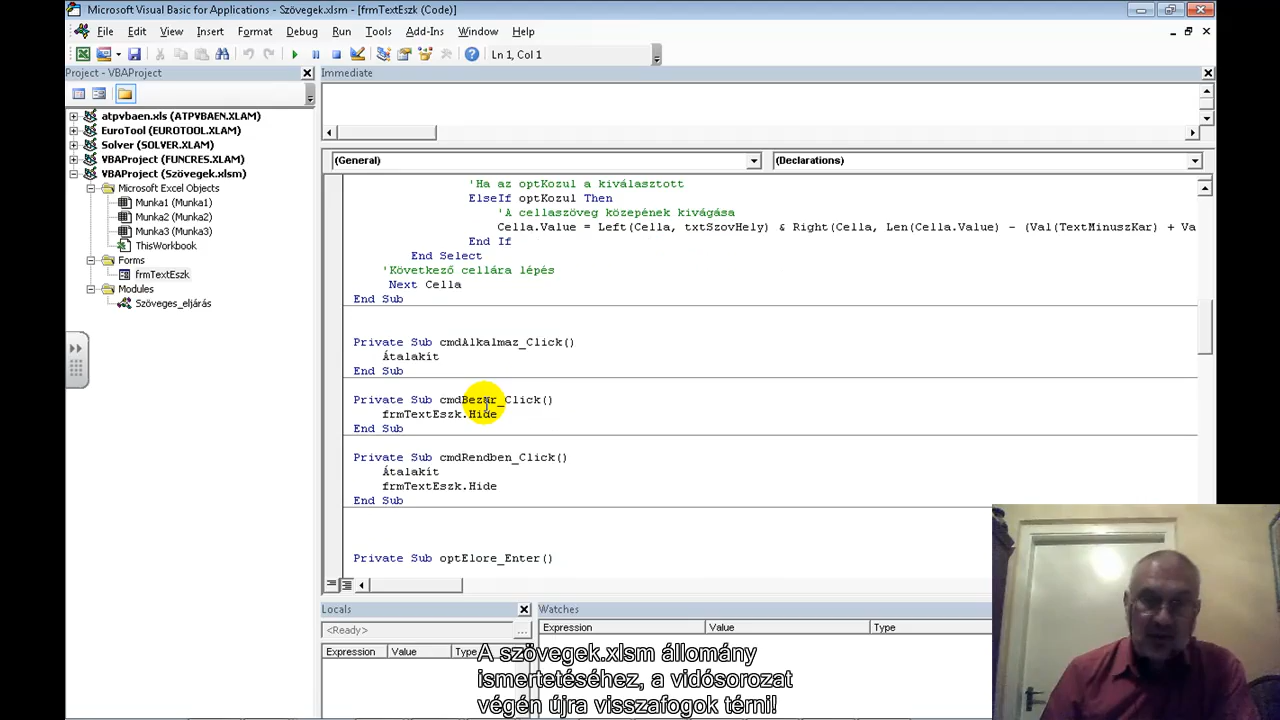 Microsoft Visual Basic for Applications - Szövegek.xlsm - [frmTextEszk (Code)]
File Edit View Insert Format Debug Run Tools Add-Ins Window Help
Ln 1, Col 1
Project - VBAProject
Immediate
atpvbaen.xls (ATPVBAEN.XLAM)
EuroTool (EUROTOOL.XLAM)
Solver (SOLVER.XLAM)
VBAProject (FUNCRES.XLAM)
VBAProject (Szövegek.xlsm)
Microsoft Excel Objects
Munka1 (Munka1)
Munka2 (Munka2)
Munka3 (Munka3)
ThisWorkbook
Forms
frmTextEszk
Modules
Szöveges_eljárás
(General) (Declarations)
'Ha az optKozul a kiválasztott
ElseIf optKozul Then
'A cellaszöveg közepének kivágása
Cella.Value = Left(Cella, txtSzovHely) & Right(Cella, Len(Cella.Value) - (Val(TextMinuszKar) + Va
End If
End Select
'Következő cellára lépés
Next Cella
End Sub
Private Sub cmdAlkalmaz_Click()
Átalakít
End Sub
Private Sub cmdBezar_Click()
frmTextEszk.Hide
End Sub
Private Sub cmdRendben_Click()
Átalakít
frmTextEszk.Hide
End Sub
Private Sub optElore_Enter()
Locals
<Ready>
...
Expression Value Type
Watches
Expression Value Type
A szövegek.xlsm állomány
ismertetéséhez, a vidósorozat
végén újra visszafogok térni!